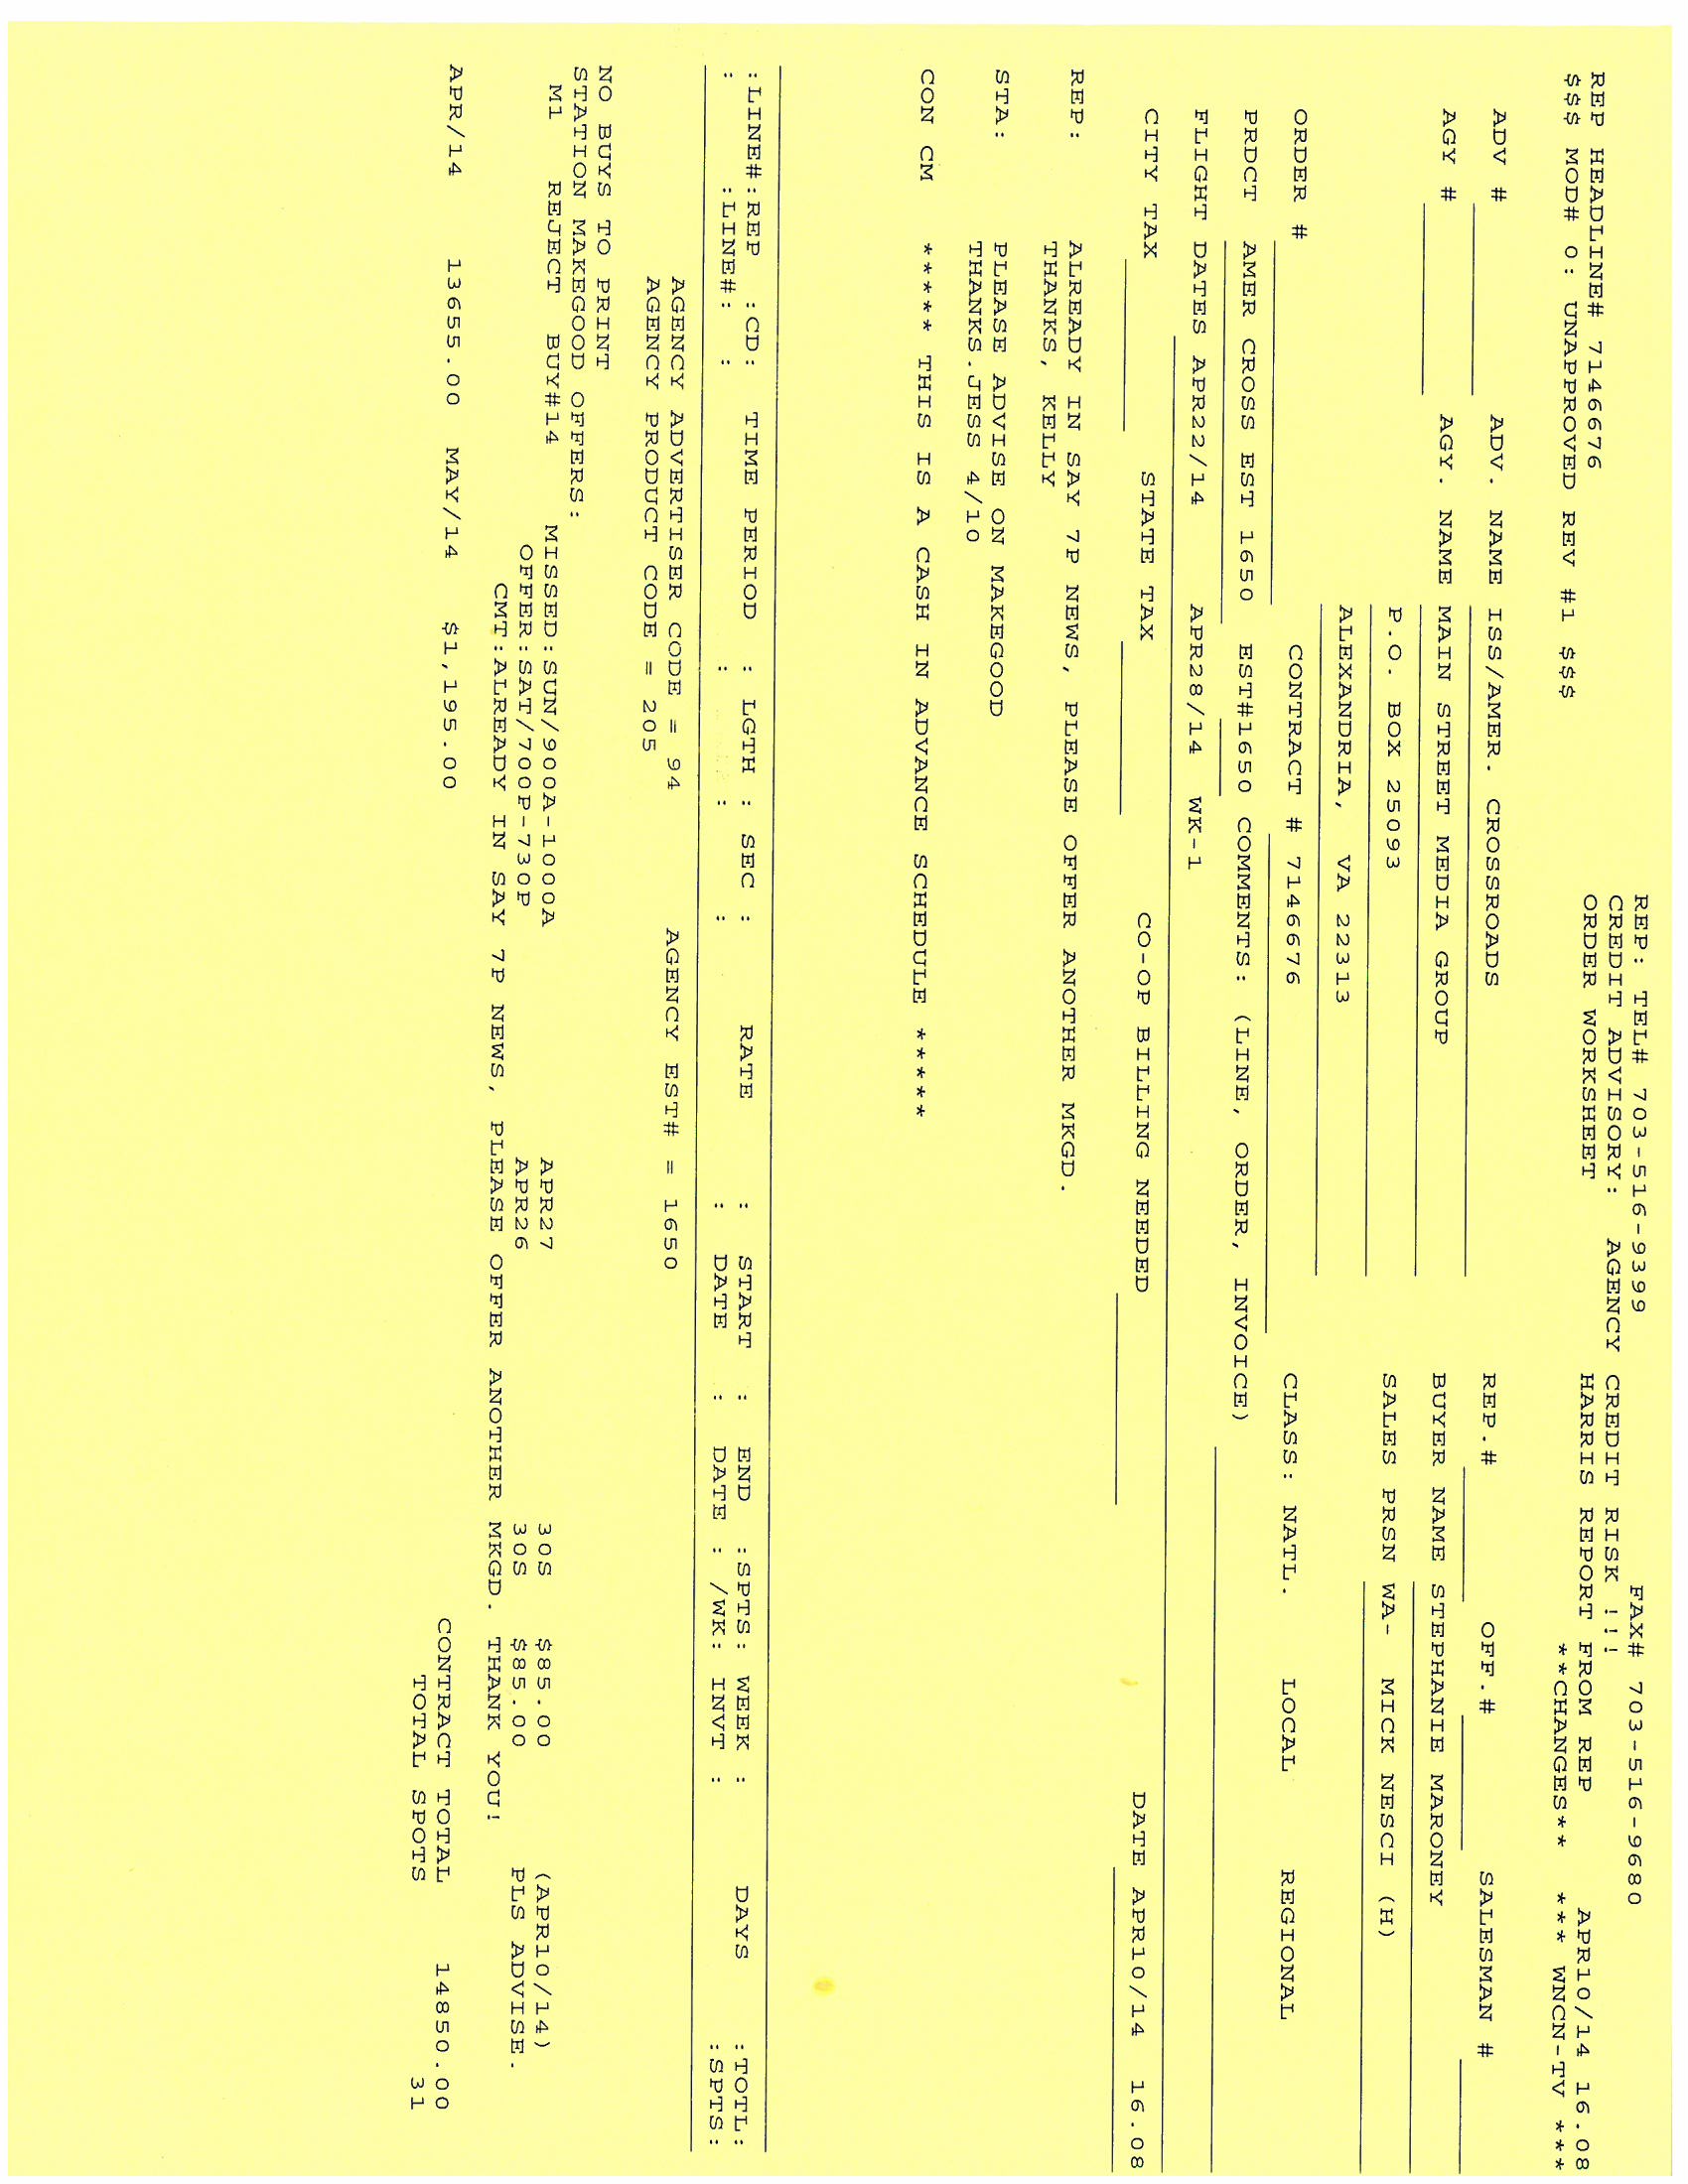 REP: TEL# 703-516-9399 FAX# 703-516-9680
CREDIT ADVISORY: AGENCY CREDIT RISK !!!
REP HEADLINE# 7146676 ORDER WORKSHEET HARRIS REPORT FROM REP APR10/14 16.08
$$$ MOD# 0: UNAPPROVED REV #1 $$$ **CHANGES** *** WNCN-TV ***
ADV # ADV. NAME ISS/AMER. CROSSROADS REP.# OFF.# SALESMAN #
AGY # AGY. NAME MAIN STREET MEDIA GROUP BUYER NAME STEPHANIE MARONEY
P.O. BOX 25093 SALES PRSN WA- MICK NESCI (H)
ALEXANDRIA, VA 22313
ORDER # CONTRACT # 7146676 CLASS: NATL. LOCAL REGIONAL
PRDCT AMER CROSS EST 1650 EST#1650 COMMENTS: (LINE, ORDER, INVOICE)
FLIGHT DATES APR22/14 APR28/14 WK-1
CITY TAX STATE TAX CO-OP BILLING NEEDED DATE APR10/14 16.08
REP: ALREADY IN SAY 7P NEWS, PLEASE OFFER ANOTHER MKGD.
THANKS, KELLY
STA: PLEASE ADVISE ON MAKEGOOD
THANKS.JESS 4/10
CON CM ***** THIS IS A CASH IN ADVANCE SCHEDULE *****
:LINE#:REP :CD: TIME PERIOD : LGTH : SEC : RATE : START : END :SPTS: WEEK : DAYS :TOTL:
: :LINE#: : : : : : DATE : DATE : /WK: INVT : :SPTS:
AGENCY ADVERTISER CODE = 94 AGENCY EST# = 1650
AGENCY PRODUCT CODE = 205
NO BUYS TO PRINT
STATION MAKEGOOD OFFERS:
M1 REJECT BUY#14 MISSED:SUN/900A-1000A APR27 30S $85.00 (APR10/14)
OFFER:SAT/700P-730P APR26 30S $85.00 PLS ADVISE.
CMT:ALREADY IN SAY 7P NEWS, PLEASE OFFER ANOTHER MKGD. THANK YOU!
APR/14 13655.00 MAY/14 $1,195.00 CONTRACT TOTAL 14850.00
TOTAL SPOTS 31